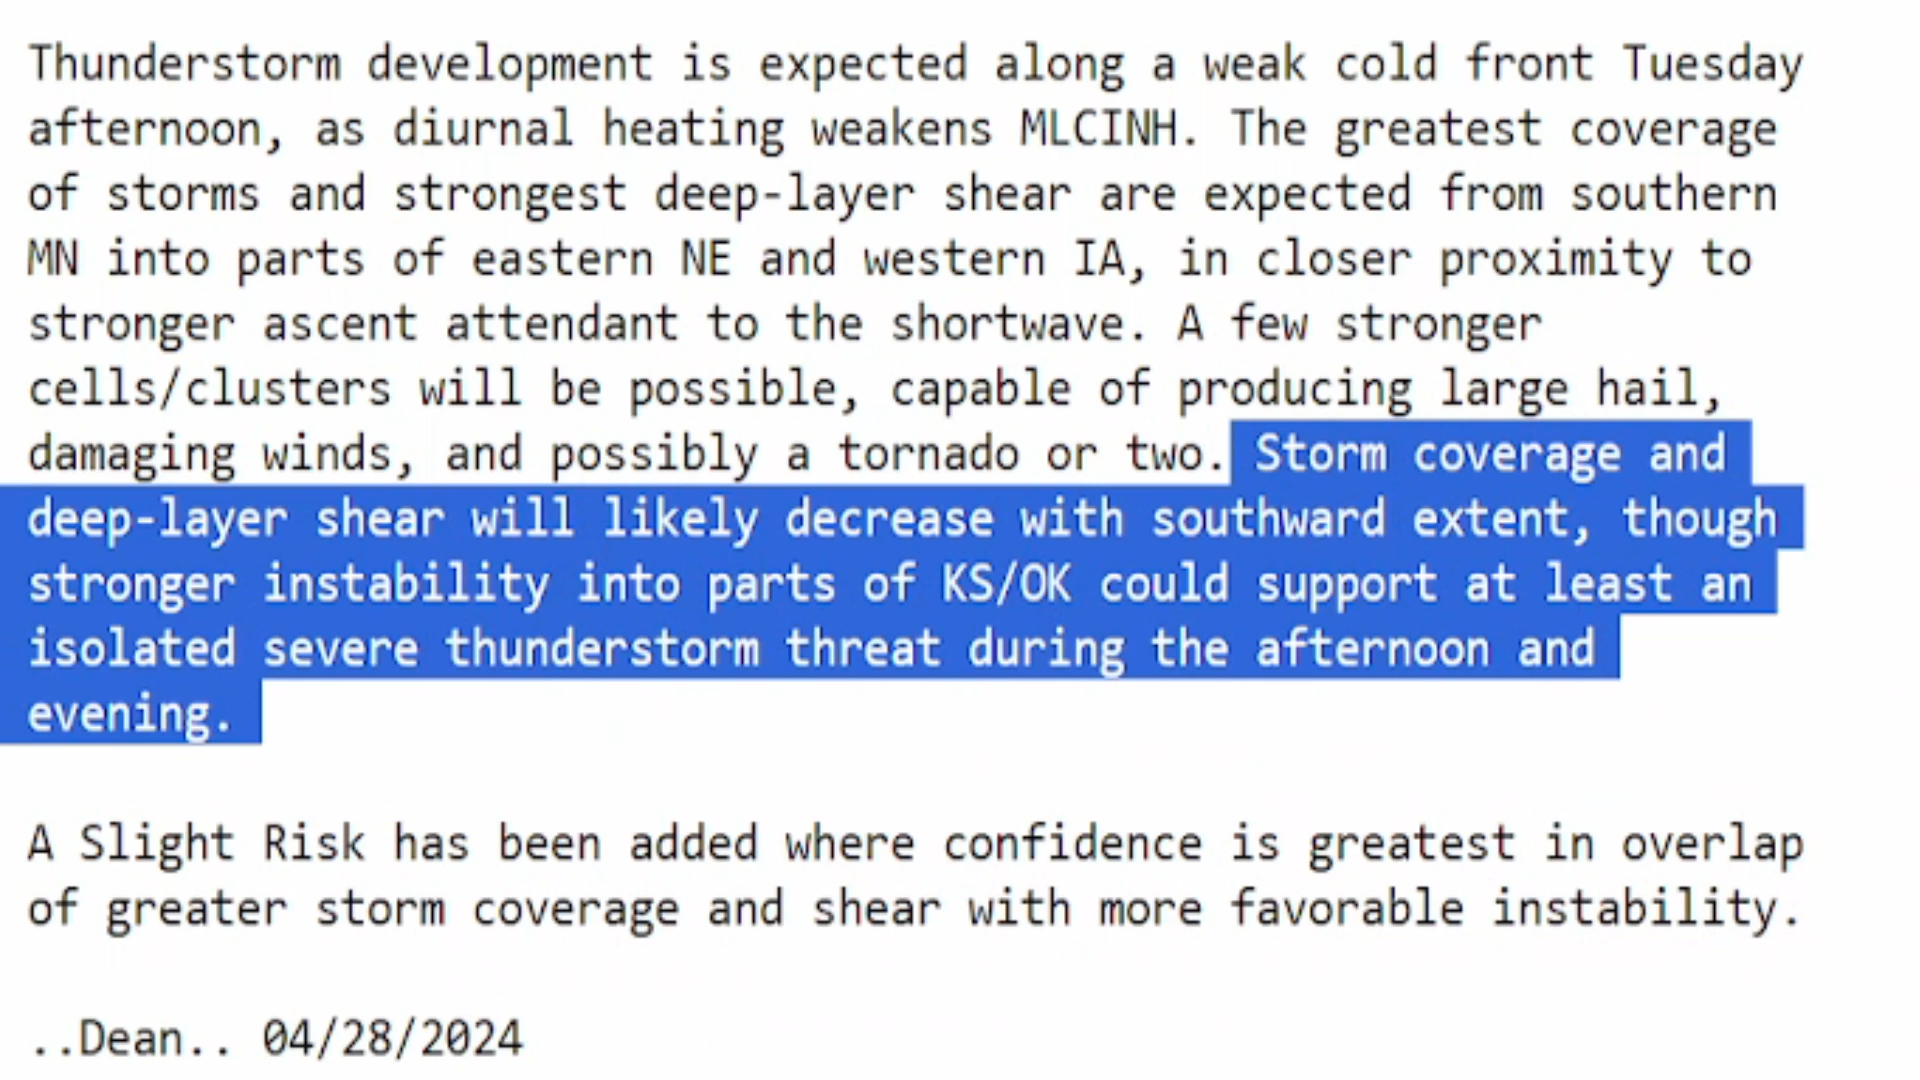 Thunderstorm development is expected along a weak cold front Tuesday
afternoon, as diurnal heating weakens MLCINH. The greatest coverage
of storms and strongest deep-layer shear are expected from southern
MN into parts of eastern NE and western IA, in closer proximity to
stronger ascent attendant to the shortwave. A few stronger
cells/clusters will be possible, capable of producing large hail,
damaging winds, and possibly a tornado or two. Storm coverage and
deep-layer shear will likely decrease with southward extent, though
stronger instability into parts of KS/OK could support at least an
isolated severe thunderstorm threat during the afternoon and
evening.
A Slight Risk has been added where confidence is greatest in overlap
of greater storm coverage and shear with more favorable instability.
..Dean.. 04/28/2024